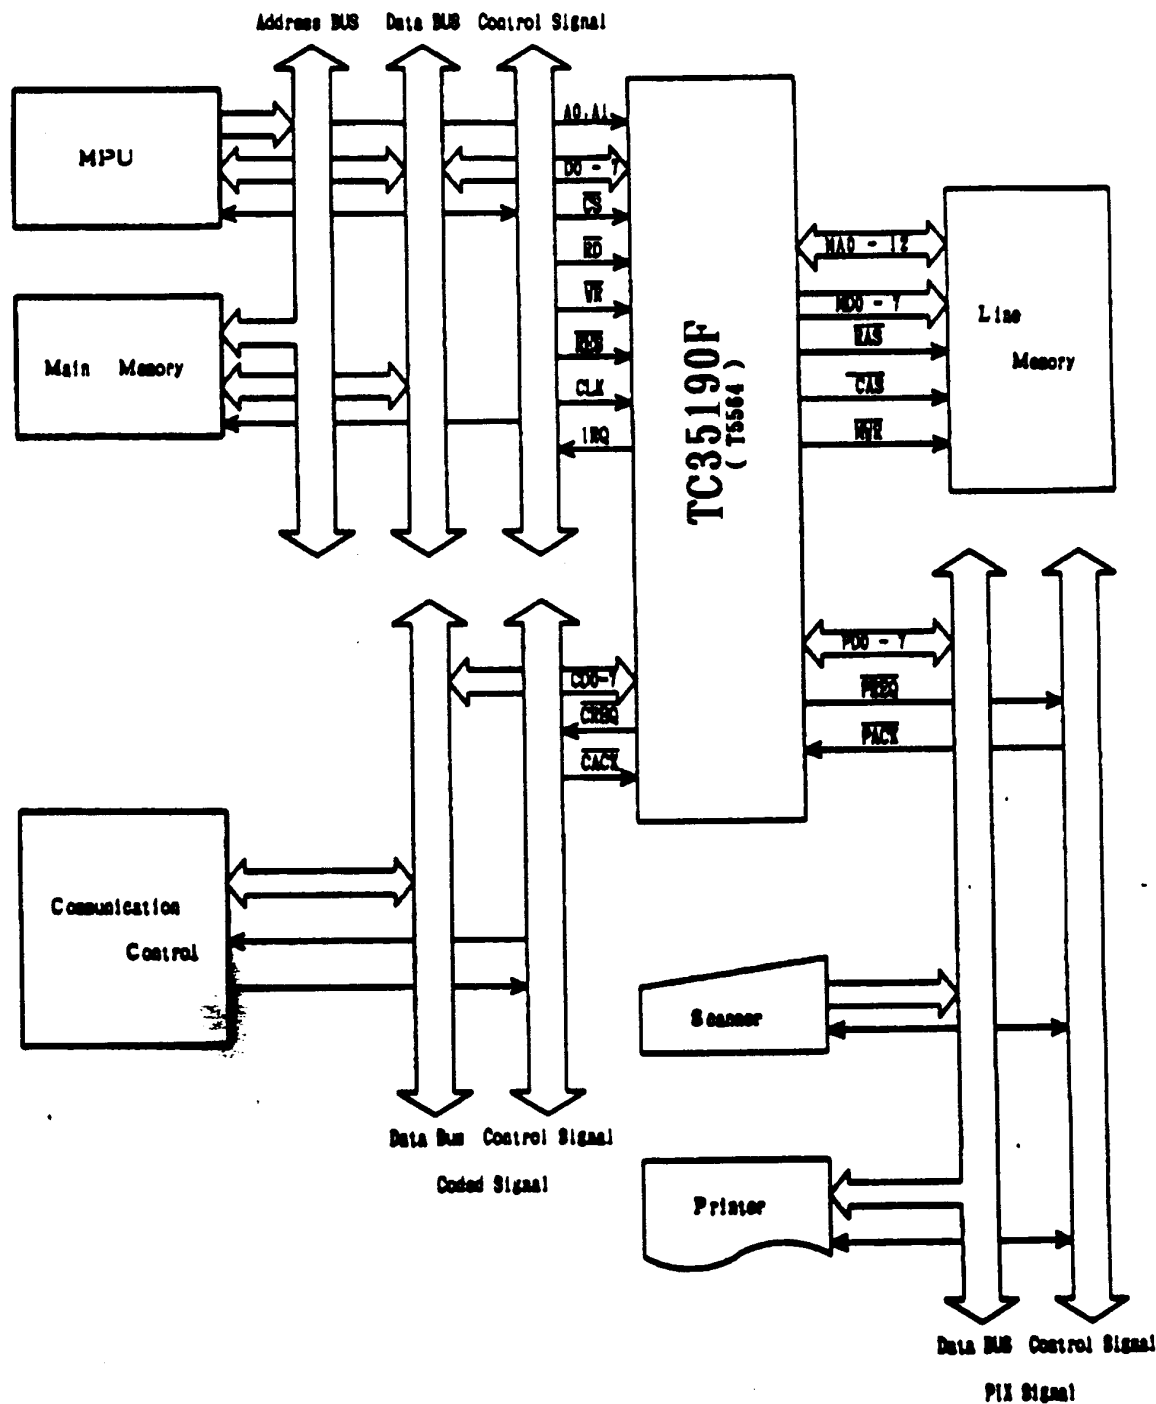 Address BUS Data BUS Control Signal
MPU
A0,A1
D0 - 7
CS
RD
WR
RES
CLK
IRQ
Main Memory
TC35190F
(T5564)
MA0 - 12
MD0 - 7
RAS
CAS
MWR
Line
Memory
PD0 - 7
PREQ
PACK
CD0-7
CREQ
CACK
Communication
Control
Scanner
Printer
Data Bus Control Signal
Coded Signal
Data BUS Control Signal
PIX Signal